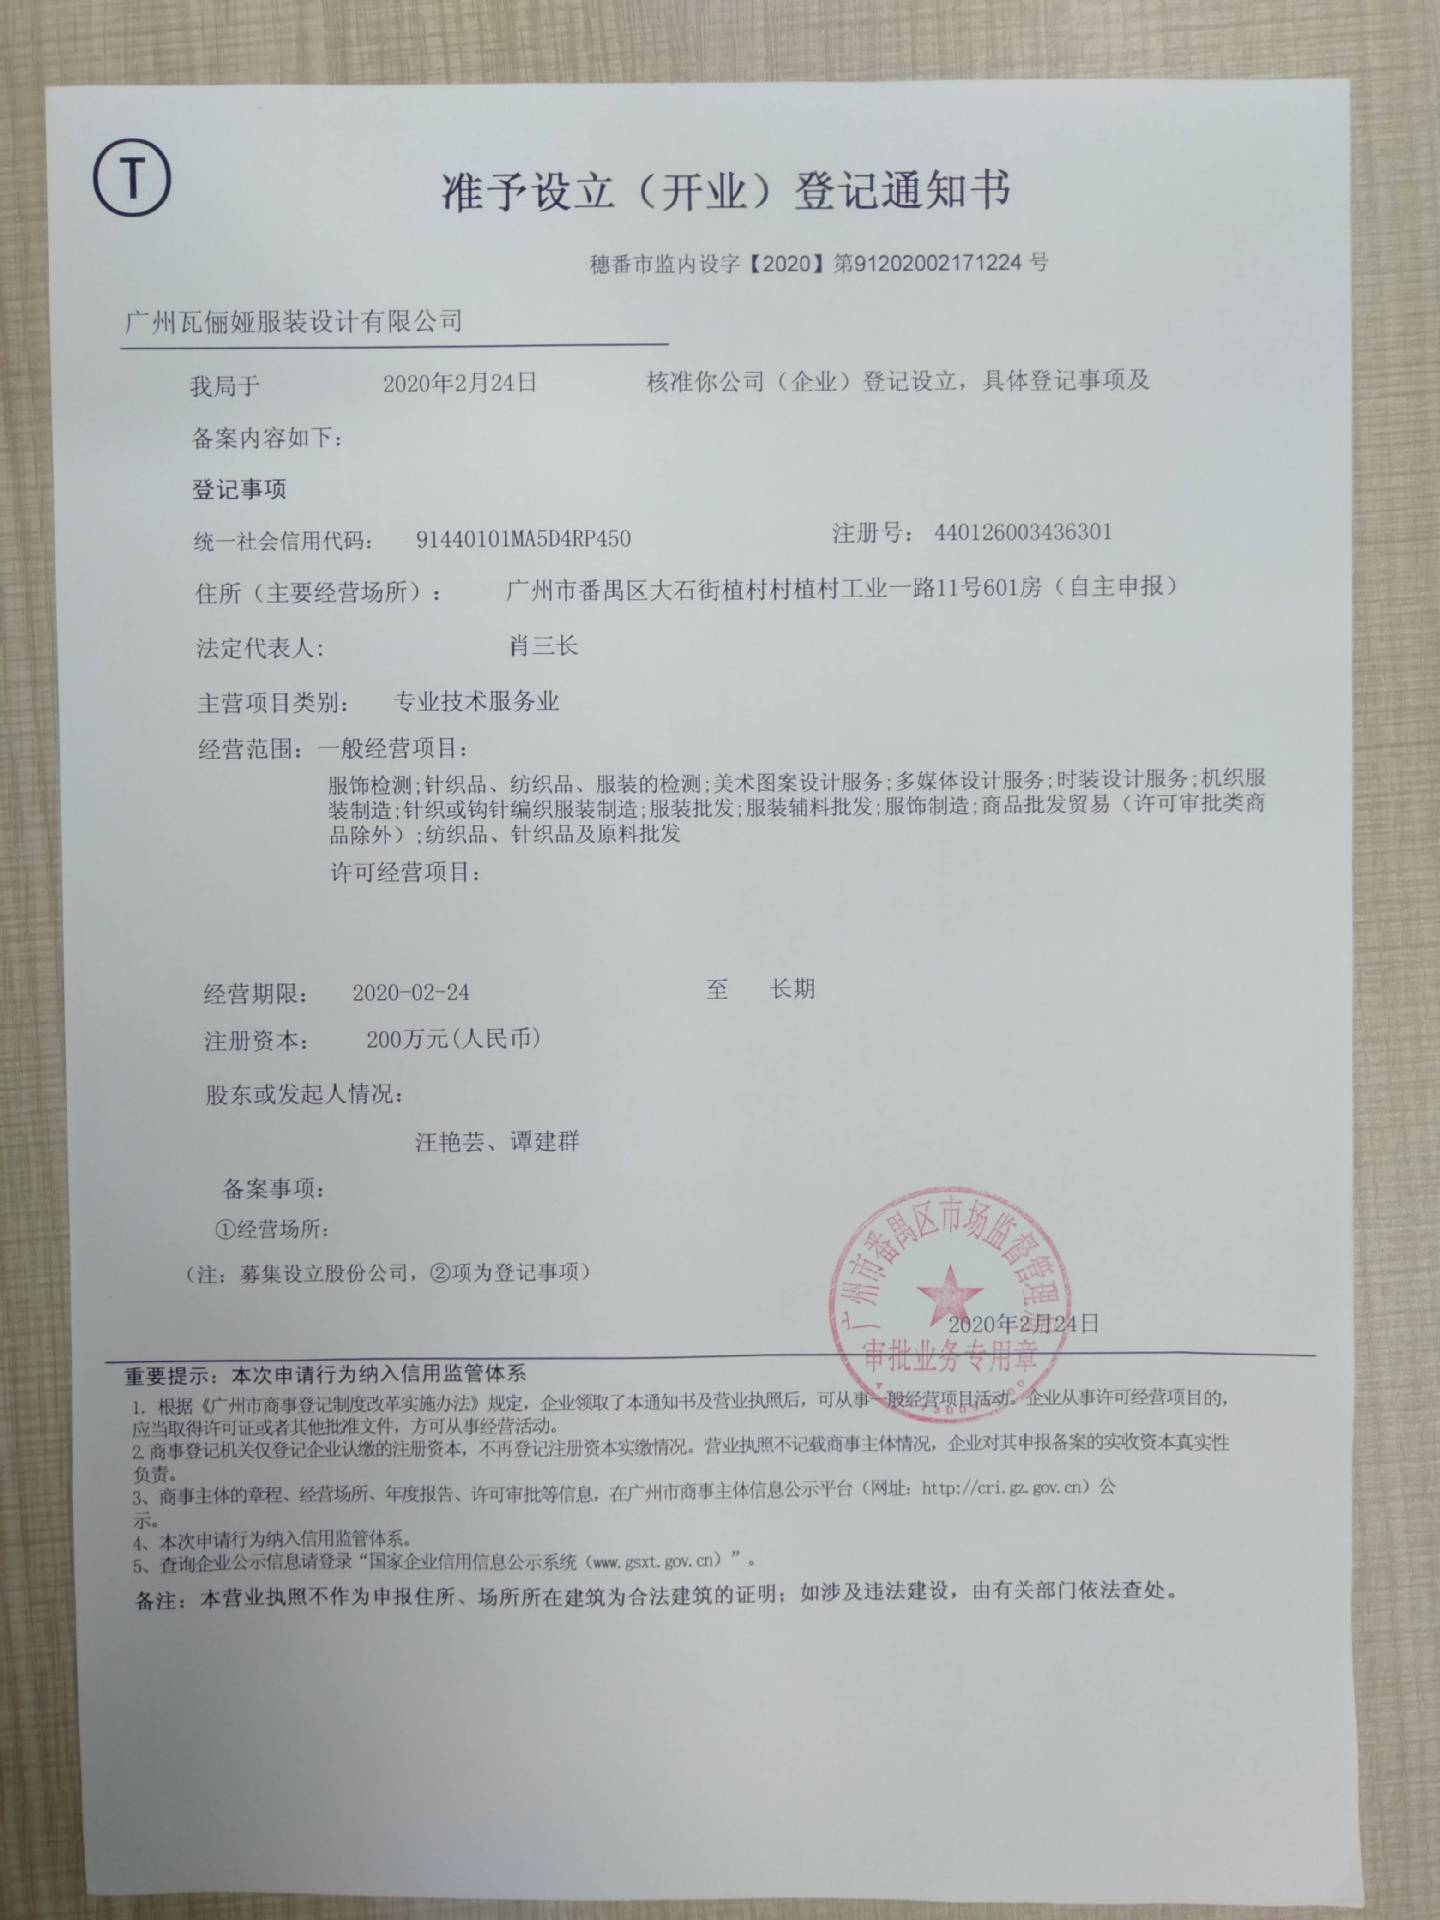 T
准予设立（开业）登记通知书
穗番市监内设字【2020】第91202002171224 号
广州瓦俪娅服装设计有限公司
我局于 2020年2月24日 核准你公司（企业）登记设立，具体登记事项及
备案内容如下：
登记事项
统一社会信用代码： 91440101MA5D4RP450 注册号： 440126003436301
住所（主要经营场所）： 广州市番禺区大石街植村村植村工业一路11号601房（自主申报）
法定代表人: 肖三长
主营项目类别： 专业技术服务业
经营范围：一般经营项目：
服饰检测;针织品、纺织品、服装的检测;美术图案设计服务;多媒体设计服务;时装设计服务;机织服
装制造;针织或钩针编织服装制造;服装批发;服装辅料批发;服饰制造;商品批发贸易（许可审批类商
品除外）;纺织品、针织品及原料批发
许可经营项目：
经营期限： 2020-02-24 至 长期
注册资本： 200万元(人民币)
股东或发起人情况：
汪艳芸、谭建群
备案事项：
①经营场所：
（注：募集设立股份公司，②项为登记事项）
广州市番禺区市场监督管理局
2020年2月24日
审批业务专用章
重要提示：本次申请行为纳入信用监管体系
1. 根据《广州市商事登记制度改革实施办法》规定，企业领取了本通知书及营业执照后，可从事一般经营项目活动。企业从事许可经营项目的，
应当取得许可证或者其他批准文件，方可从事经营活动。
2. 商事登记机关仅登记企业认缴的注册资本，不再登记注册资本实缴情况。营业执照不记载商事主体情况，企业对其申报备案的实收资本真实性
负责。
3、商事主体的章程、经营场所、年度报告、许可审批等信息，在广州市商事主体信息公示平台（网址：http://cri.gz.gov.cn）公
示。
4、本次申请行为纳入信用监管体系。
5、查询企业公示信息请登录“国家企业信用信息公示系统（www.gsxt.gov.cn）”。
备注：本营业执照不作为申报住所、场所所在建筑为合法建筑的证明；如涉及违法建设，由有关部门依法查处。